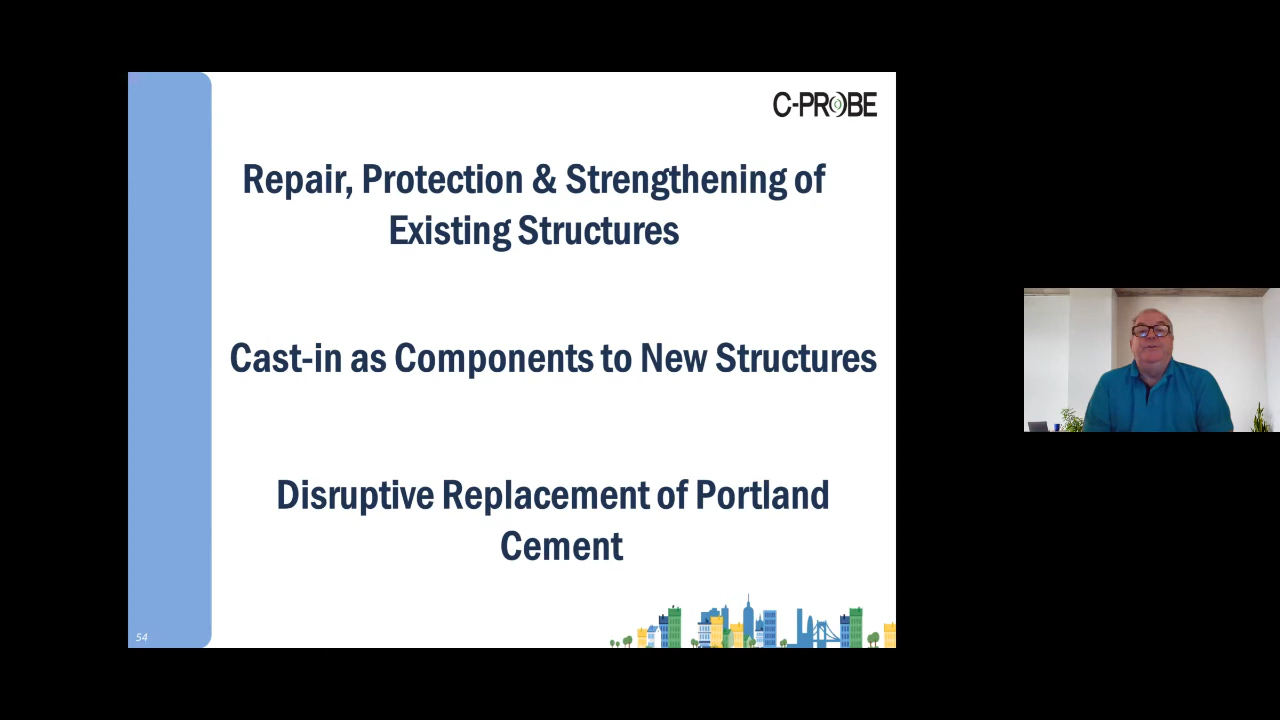 C-PROBE
Repair, Protection & Strengthening of
Existing Structures
Cast-in as Components to New Structures
Disruptive Replacement of Portland
Cement
54